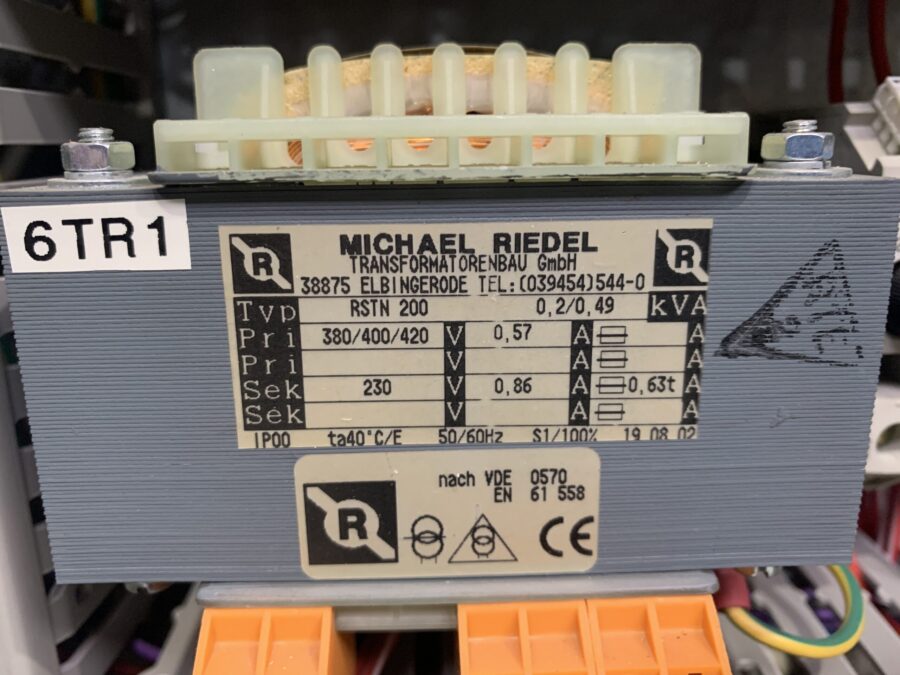 6TR1
R MICHAEL RIEDEL R
TRANSFORMATORENBAU GmbH
38875 ELBINGERODE TEL:(039454)544-0
Typ RSTN 200 0,2/0,49 kVA
Pri 380/400/420 V 0,57 A A
Pri V A A
Sek 230 V 0,86 A 0,63t A
Sek V A A
IP00 ta40°C/E 50/60Hz S1/100% 19 08 02
nach VDE 0570
EN 61 558
R CE